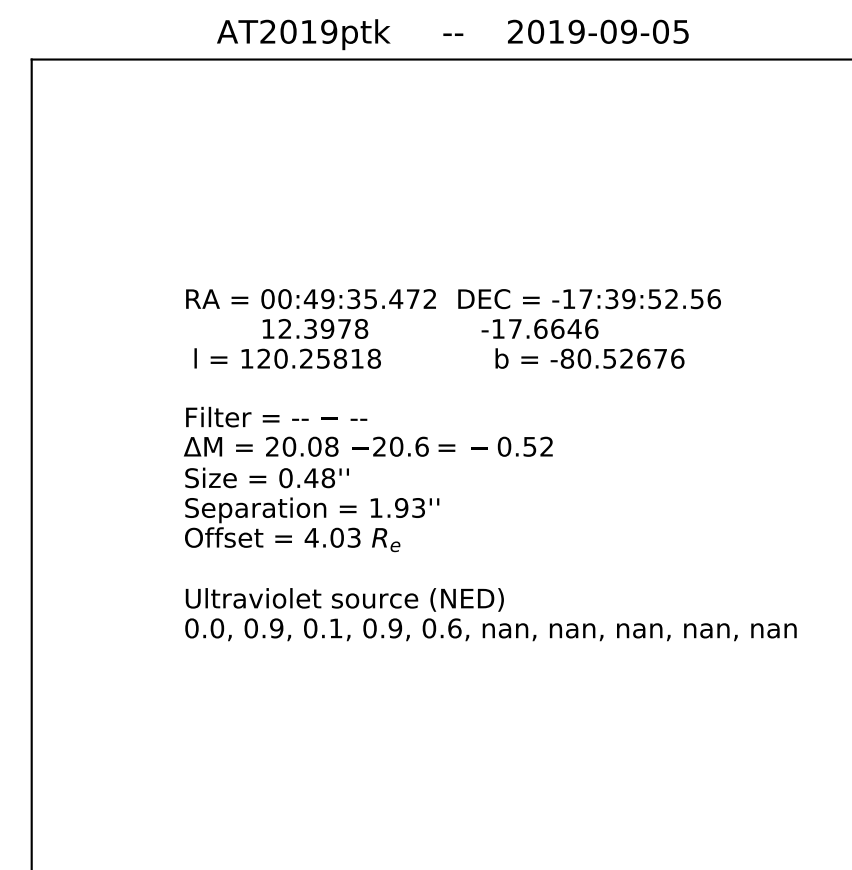 AT2019ptk -- 2019-09-05
RA = 00:49:35.472 DEC = -17:39:52.56
12.3978 -17.6646
l = 120.25818 b = -80.52676
Filter = -- − --
ΔM = 20.08 −20.6 = − 0.52
Size = 0.48''
Separation = 1.93''
Offset = 4.03 Re
Ultraviolet source (NED)
0.0, 0.9, 0.1, 0.9, 0.6, nan, nan, nan, nan, nan